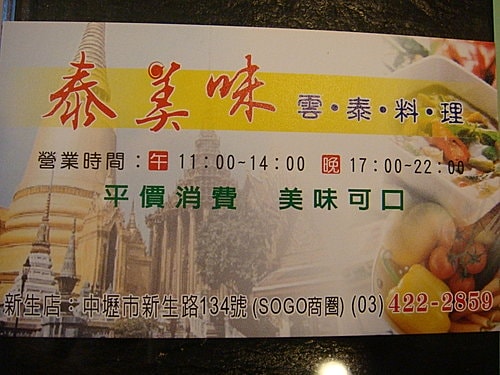 泰美味 雲·泰·料·理
營業時間：午 11：00~14：00 晚 17：00~22：00
平價消費 美味可口
新生店：中壢市新生路134號 (SOGO商圈) (03) 422-2859